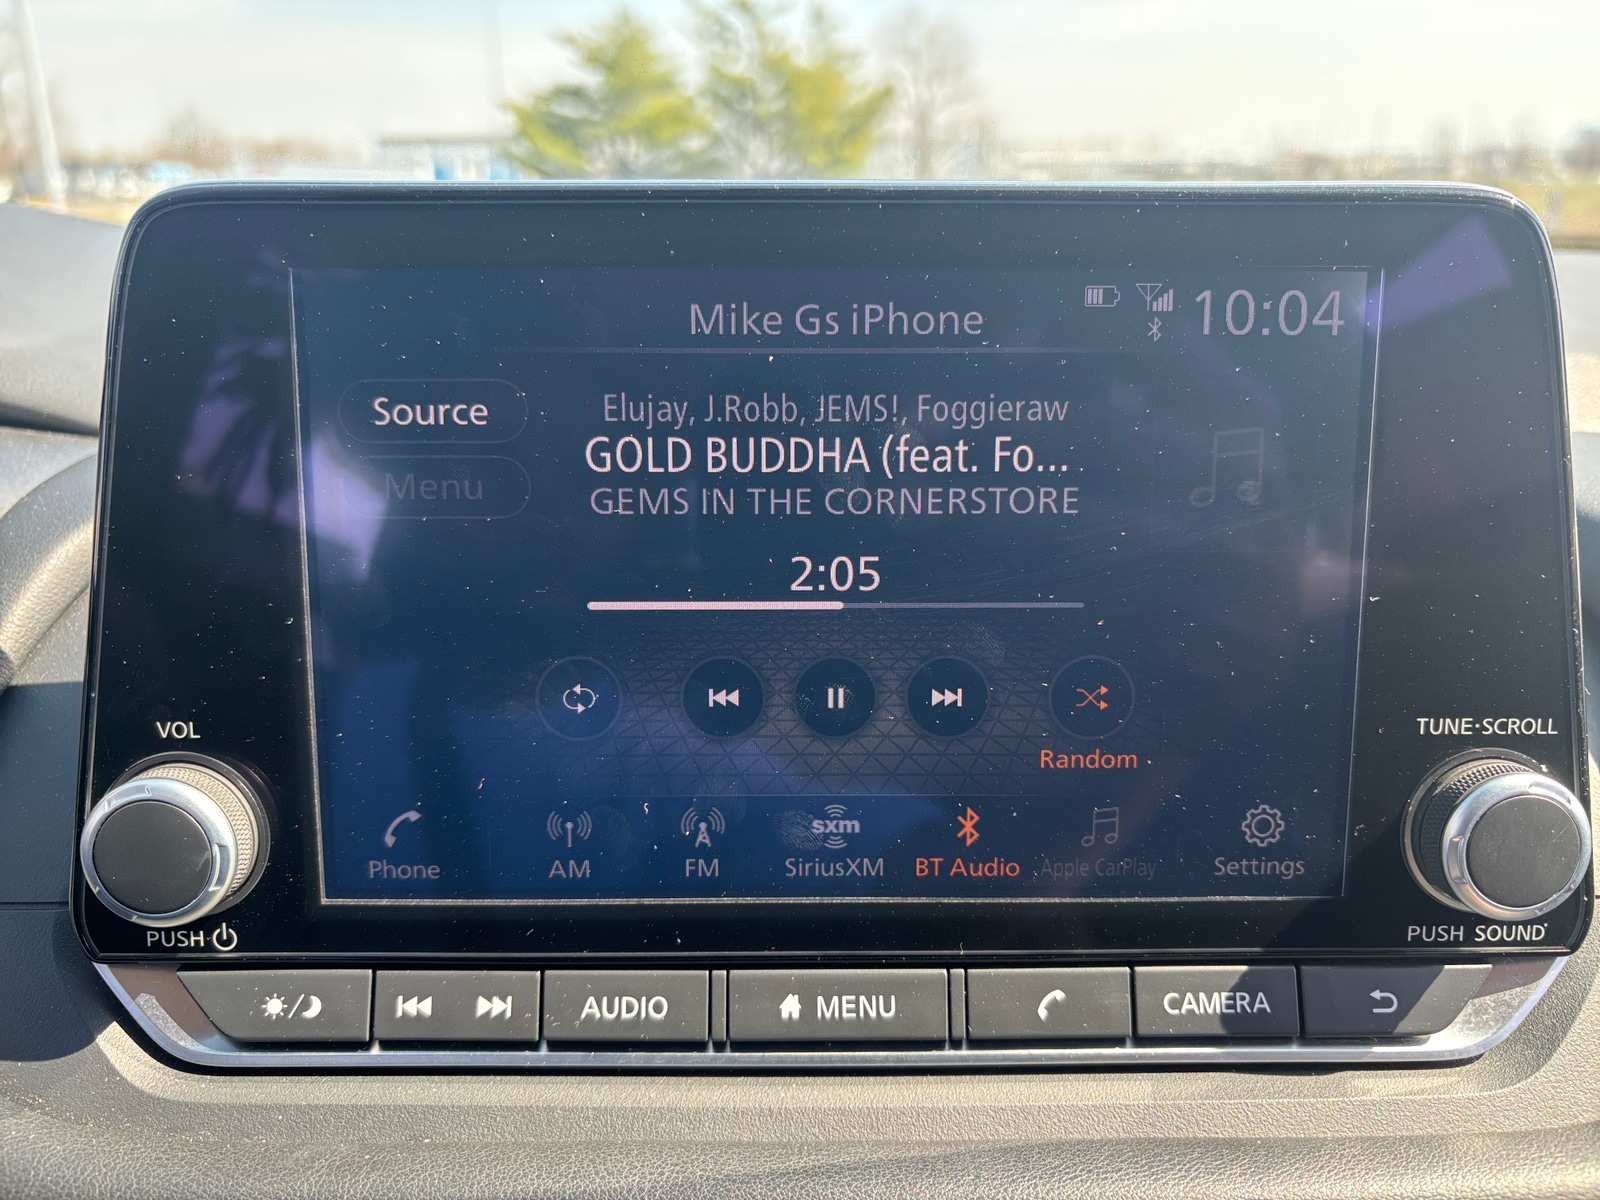 Mike Gs iPhone
10:04
Source
Menu
Elujay, J.Robb, JEMS!, Foggieraw
GOLD BUDDHA (feat. Fo...
GEMS IN THE CORNERSTORE
2:05
Random
Phone
AM
FM
sxm
SiriusXM
BT Audio
Apple CarPlay
Settings
VOL
PUSH
TUNE·SCROLL
PUSH SOUND
AUDIO
MENU
CAMERA